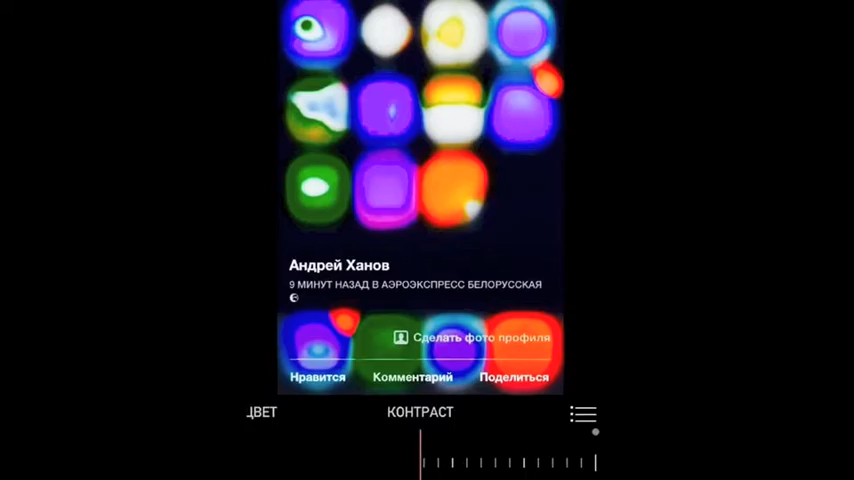 Андрей Ханов
9 МИНУТ НАЗАД В АЭРОЭКСПРЕСС БЕЛОРУССКАЯ
Сделать фото профиля
Нравится Комментарий Поделиться
ЦВЕТ КОНТРАСТ